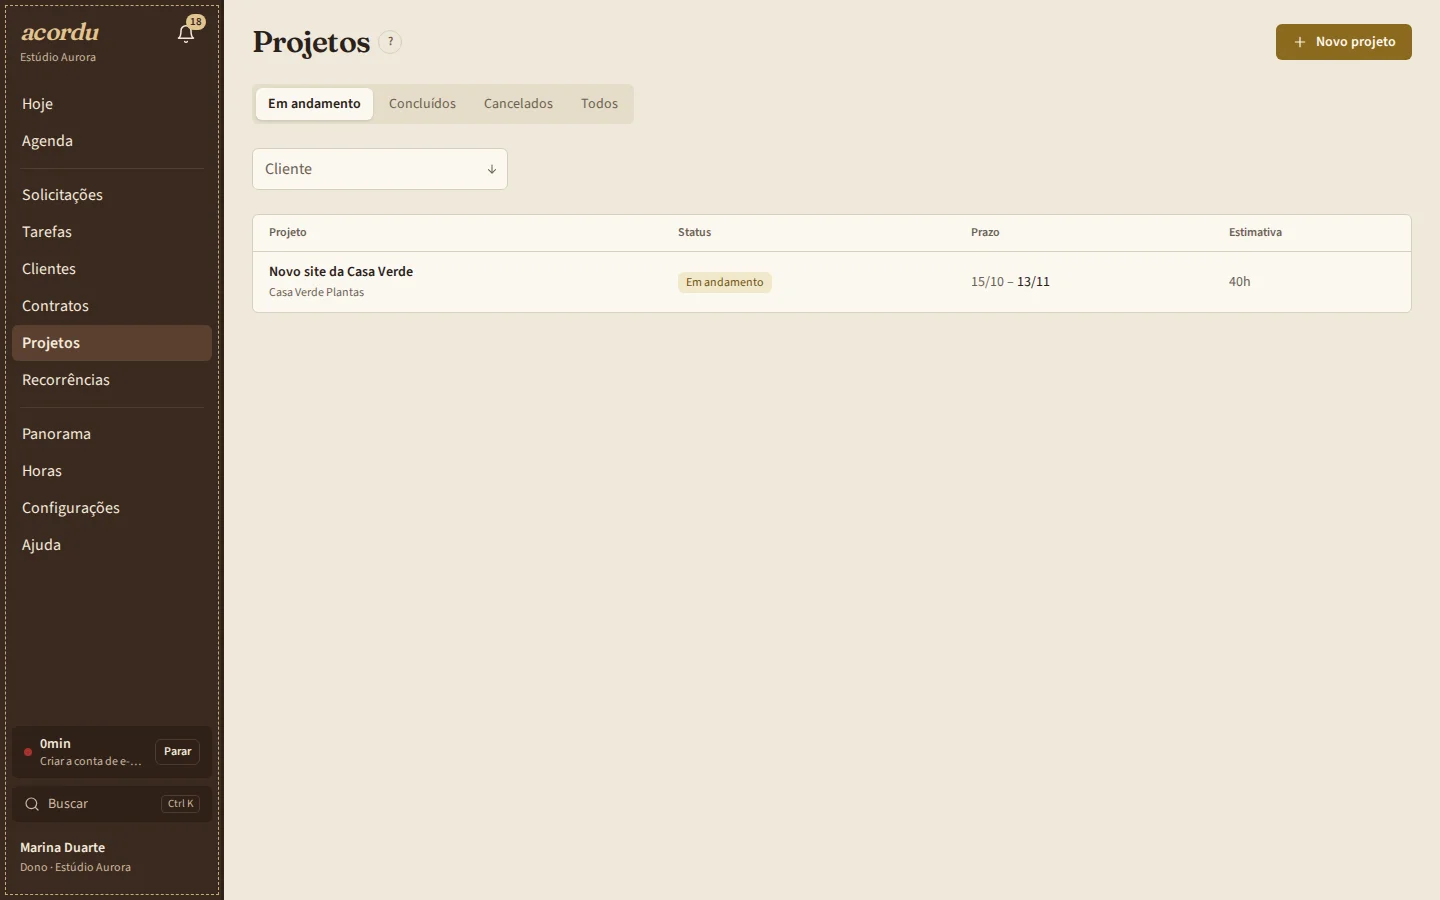 acordu
18
Estúdio Aurora
Hoje
Agenda
Solicitações
Tarefas
Clientes
Contratos
Projetos
Recorrências
Panorama
Horas
Configurações
Ajuda
0min
Criar a conta de e-...
Parar
Buscar
Ctrl K
Marina Duarte
Dono · Estúdio Aurora
Projetos ?
Novo projeto
Em andamento Concluídos Cancelados Todos
Cliente
Projeto Status Prazo Estimativa
Novo site da Casa Verde
Casa Verde Plantas
Em andamento
15/10 – 13/11
40h